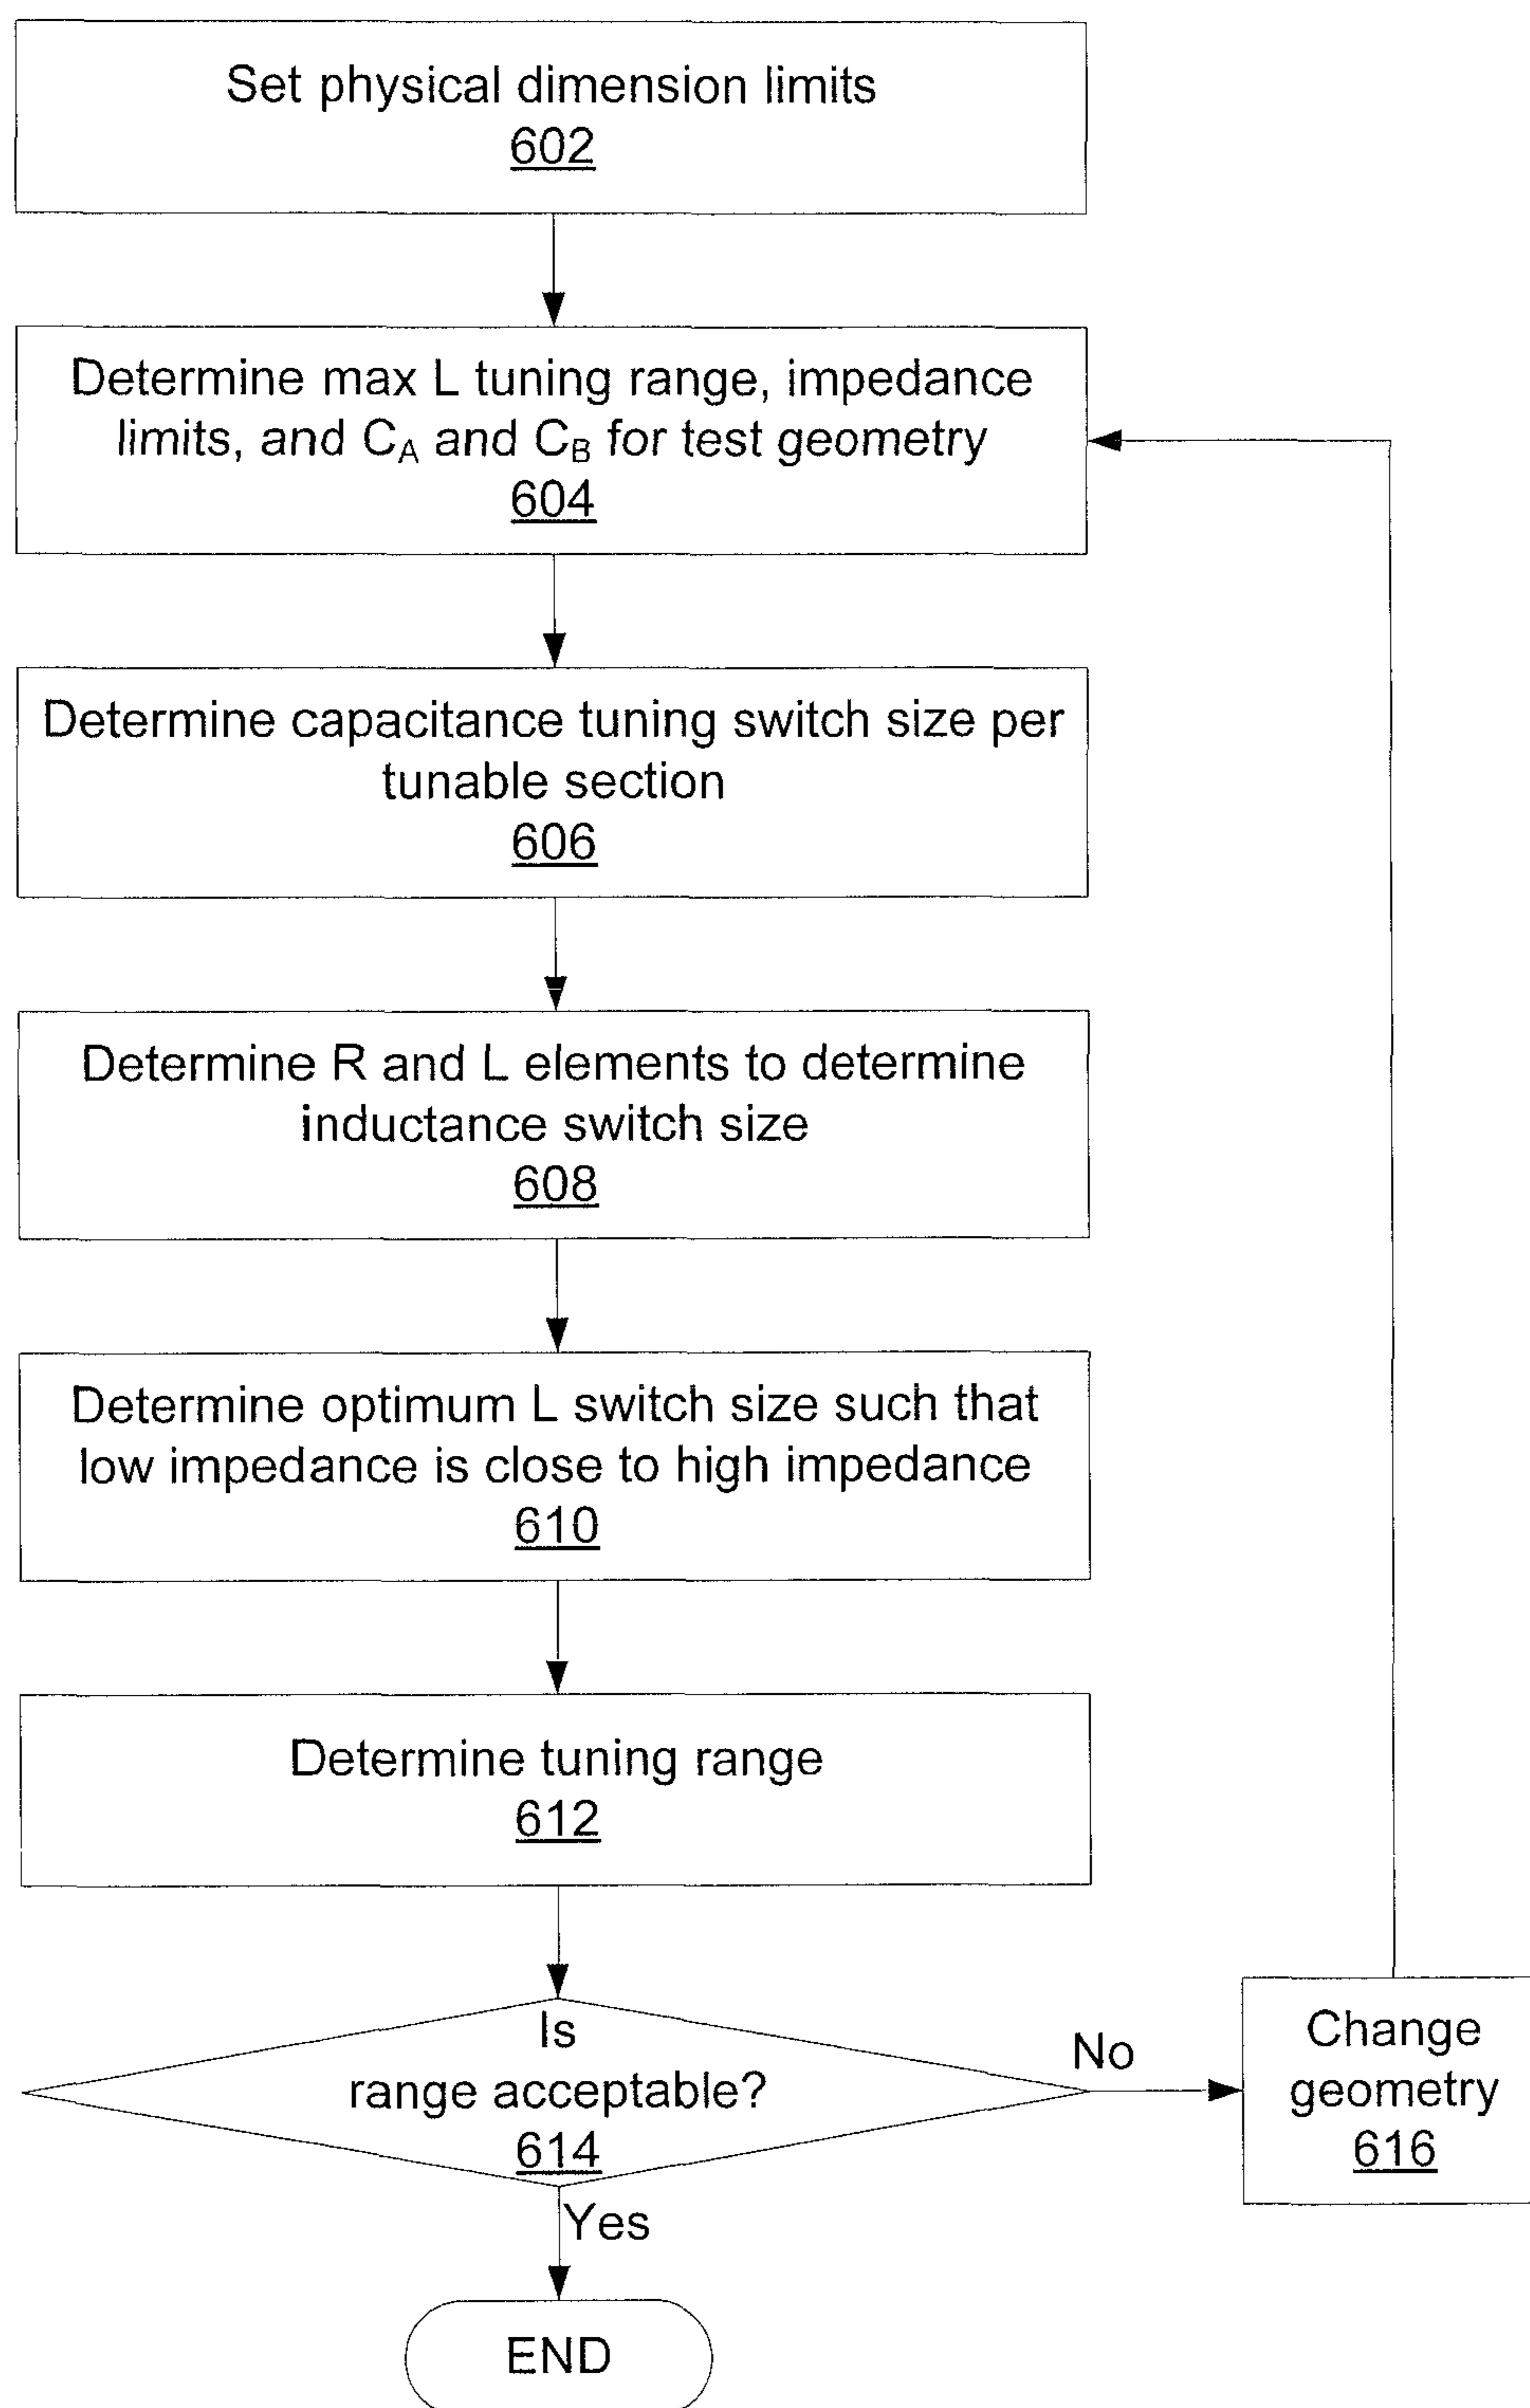 Set physical dimension limits
602
Determine max L tuning range, impedance
limits, and C_A and C_B for test geometry
604
Determine capacitance tuning switch size per
tunable section
606
Determine R and L elements to determine
inductance switch size
608
Determine optimum L switch size such that
low impedance is close to high impedance
610
Determine tuning range
612
Is
range acceptable?
614
No
Change
geometry
616
Yes
END